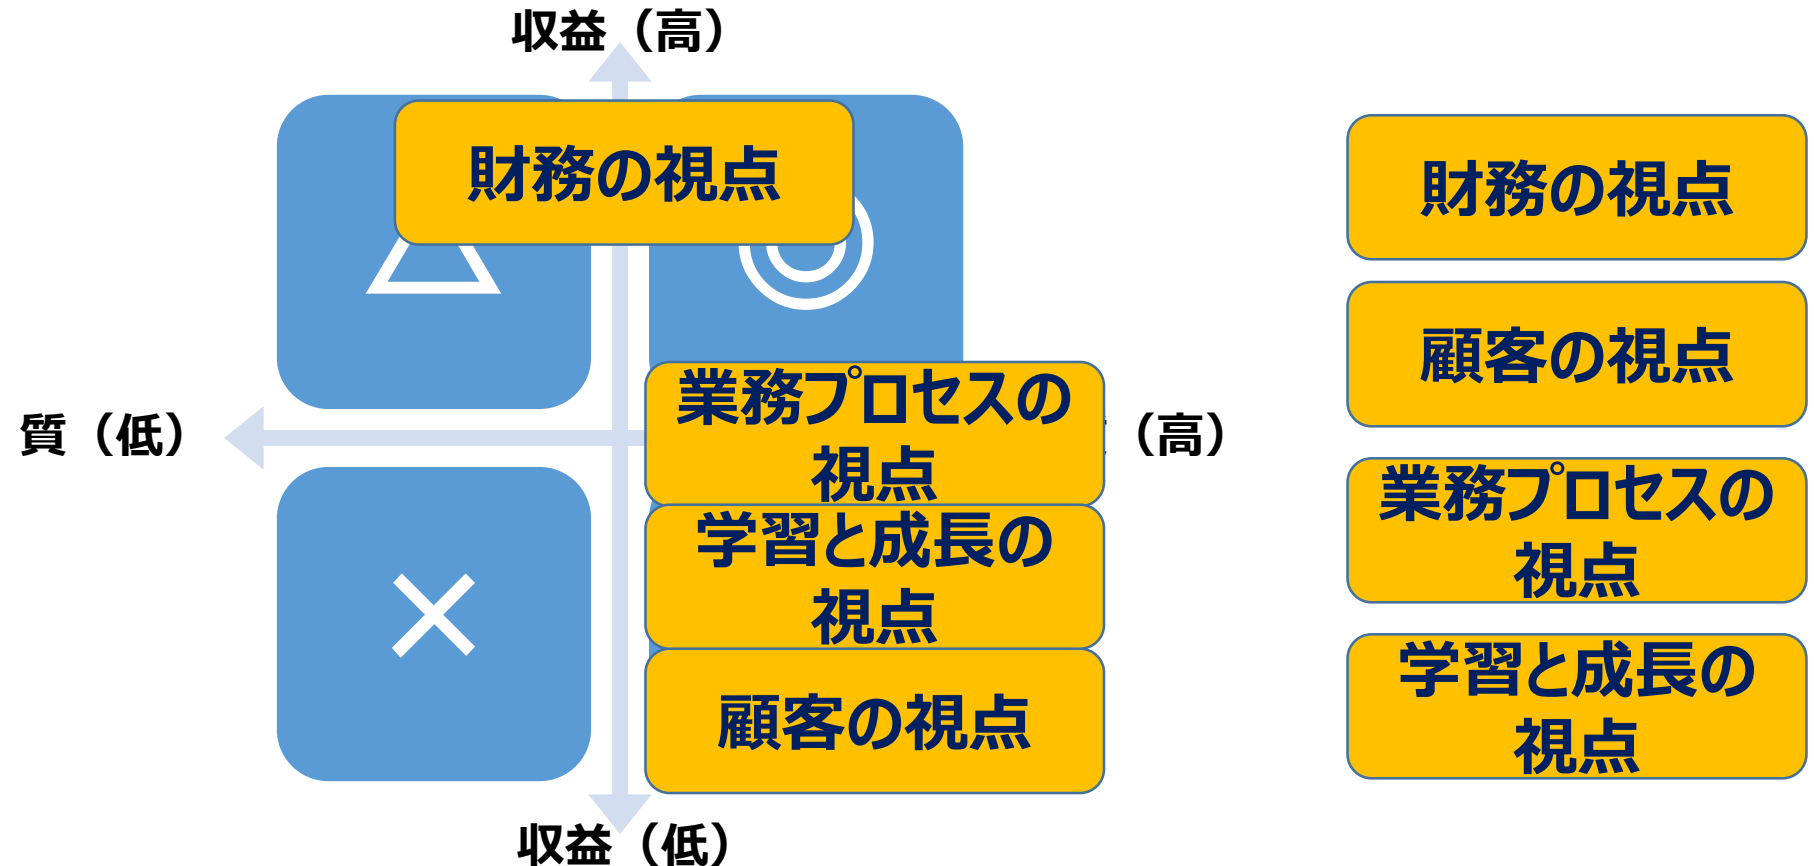 収益（高）
財務の視点
質（低）
（高）
業務プロセスの
視点
学習と成長の
視点
顧客の視点
収益（低）
財務の視点
顧客の視点
業務プロセスの
視点
学習と成長の
視点